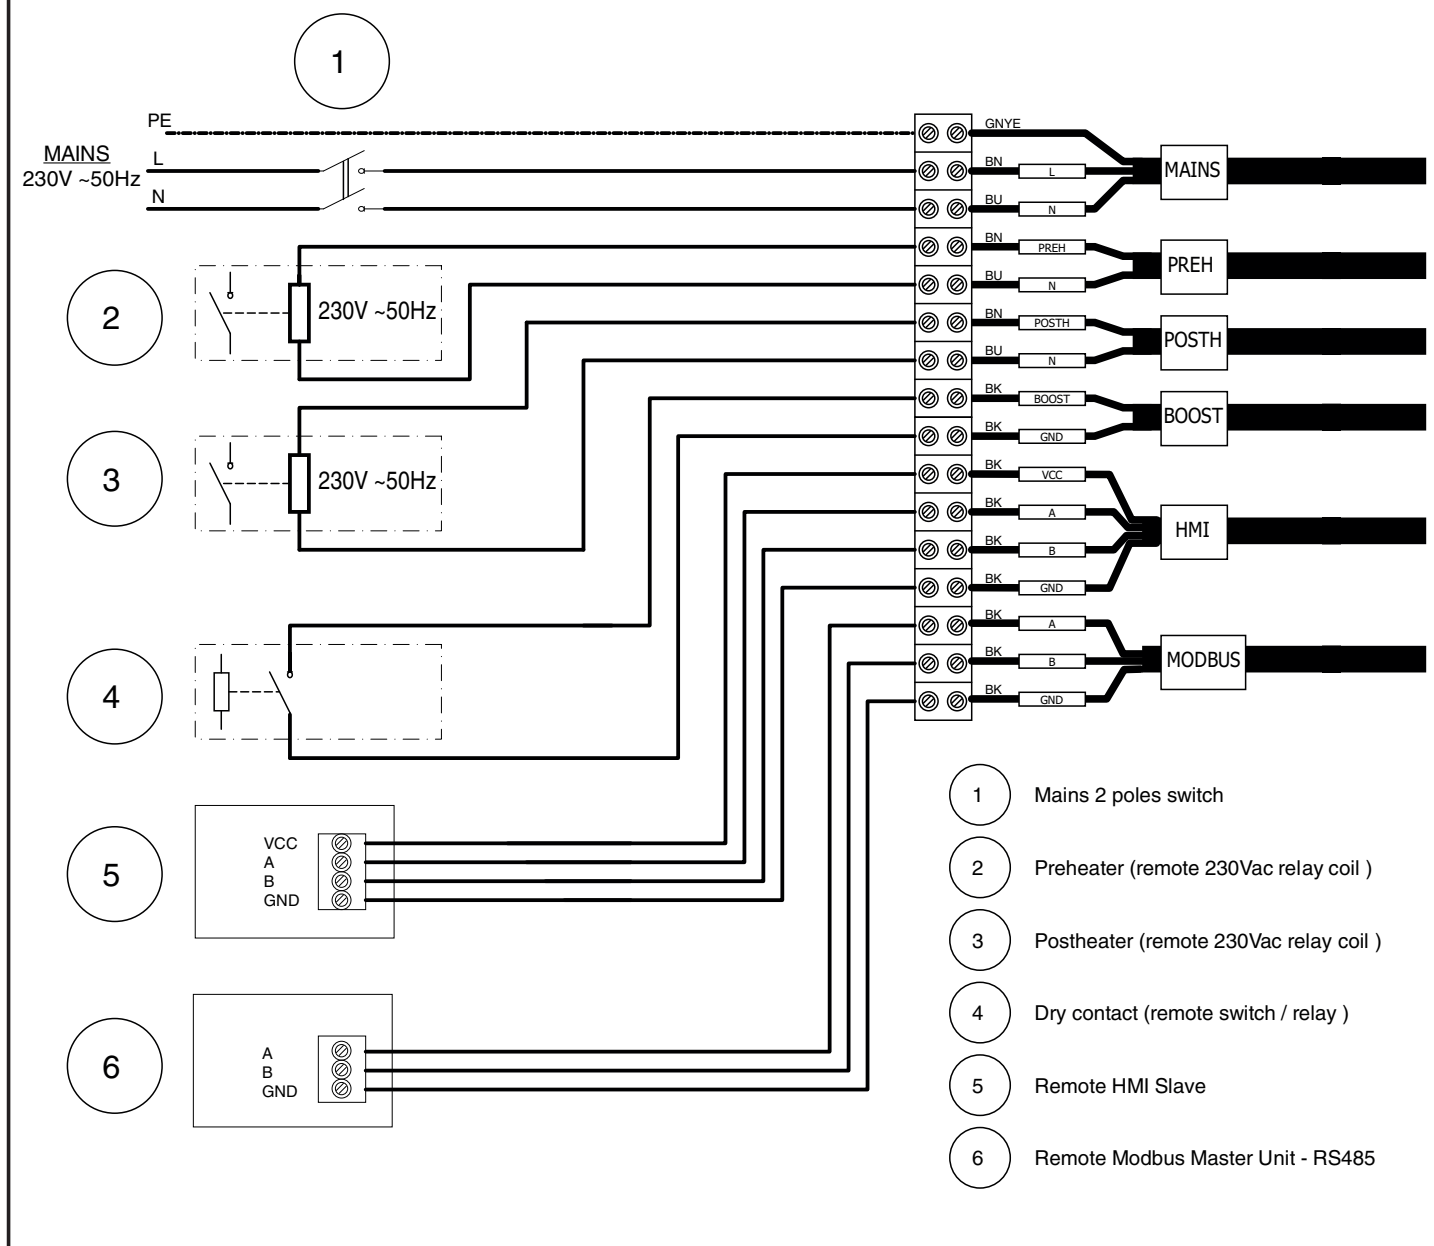 1
PE
MAINS
230V ~50Hz
L
N
GNYE
BN
L
BU
N
MAINS
BN
PREH
BU
N
PREH
BN
POSTH
BU
N
POSTH
BK
BOOST
BK
GND
BOOST
BK
VCC
BK
A
BK
B
BK
GND
HMI
BK
A
BK
B
BK
GND
MODBUS
2
230V ~50Hz
3
230V ~50Hz
4
5
VCC
A
B
GND
6
A
B
GND
1 Mains 2 poles switch
2 Preheater (remote 230Vac relay coil )
3 Postheater (remote 230Vac relay coil )
4 Dry contact (remote switch / relay )
5 Remote HMI Slave
6 Remote Modbus Master Unit - RS485